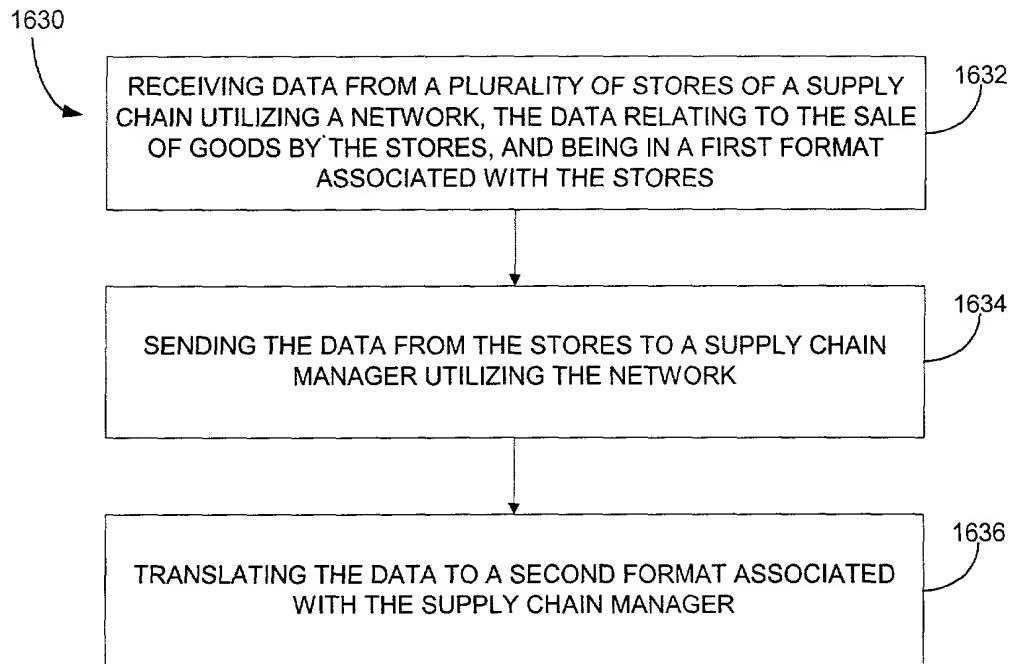 1630
RECEIVING DATA FROM A PLURALITY OF STORES OF A SUPPLY
CHAIN UTILIZING A NETWORK, THE DATA RELATING TO THE SALE
OF GOODS BY THE STORES, AND BEING IN A FIRST FORMAT
ASSOCIATED WITH THE STORES
1632
SENDING THE DATA FROM THE STORES TO A SUPPLY CHAIN
MANAGER UTILIZING THE NETWORK
1634
TRANSLATING THE DATA TO A SECOND FORMAT ASSOCIATED
WITH THE SUPPLY CHAIN MANAGER
1636